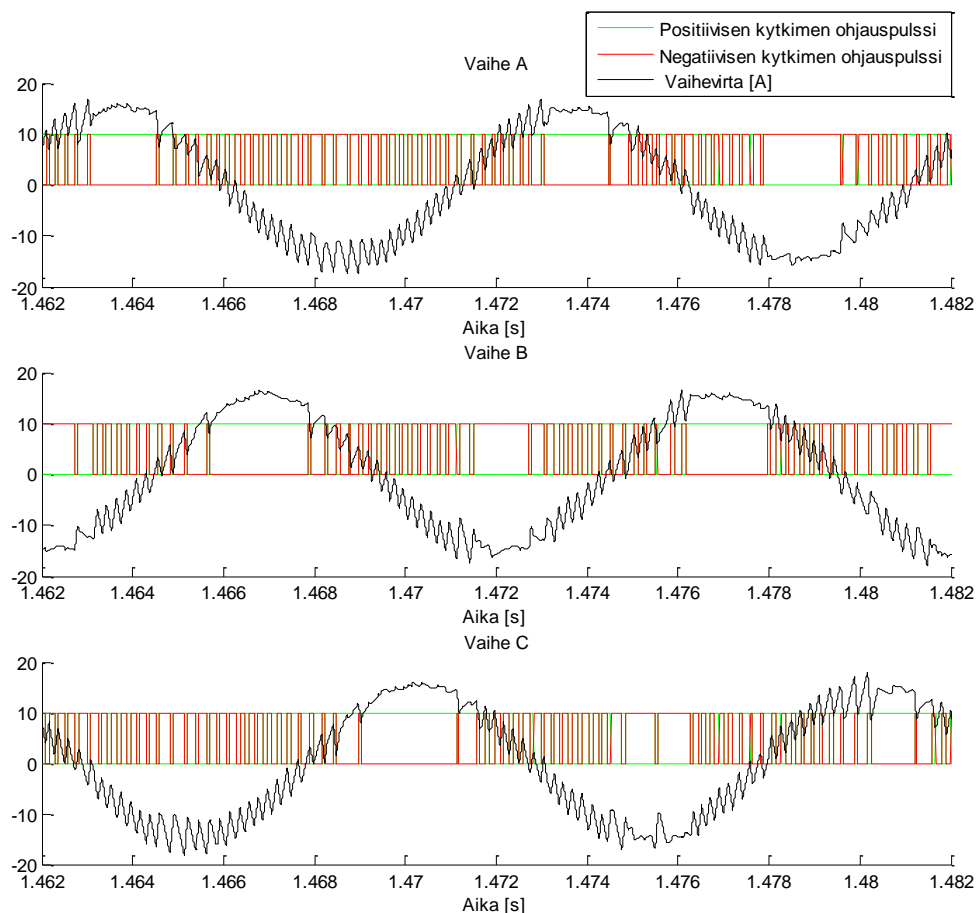 Positiivisen kytkimen ohjauspulssi
Negatiivisen kytkimen ohjauspulssi
Vaihevirta [A]
Vaihe A
20
10
0
-10
-20
1.462 1.464 1.466 1.468 1.47 1.472 1.474 1.476 1.478 1.48 1.482
Aika [s]
Vaihe B
20
10
0
-10
-20
1.462 1.464 1.466 1.468 1.47 1.472 1.474 1.476 1.478 1.48 1.482
Aika [s]
Vaihe C
20
10
0
-10
-20
1.462 1.464 1.466 1.468 1.47 1.472 1.474 1.476 1.478 1.48 1.482
Aika [s]